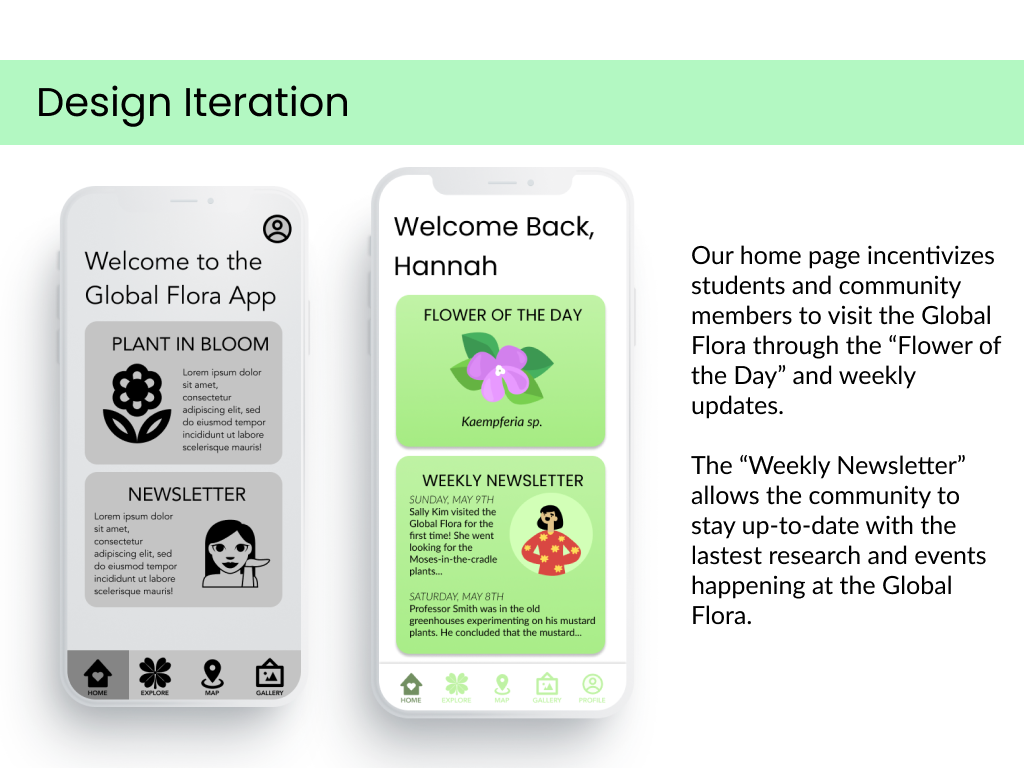 Design Iteration
Welcome to the
Global Flora App
PLANT IN BLOOM
Lorem ipsum dolor
sit amet,
consectetur
adipiscing elit, sed
do eiusmod tempor
incididunt ut labore
scelerisque mauris!
NEWSLETTER
Lorem ipsum dolor
sit amet,
consectetur
adipiscing elit, sed
do eiusmod tempor
incididunt ut labore
scelerisque mauris!
HOME
EXPLORE
MAP
GALLERY
Welcome Back,
Hannah
FLOWER OF THE DAY
Kaempferia sp.
WEEKLY NEWSLETTER
SUNDAY, MAY 9TH
Sally Kim visited the
Global Flora for the
first time! She went
looking for the
Moses-in-the-cradle
plants...
SATURDAY, MAY 8TH
Professor Smith was in the old
greenhouses experimenting on his mustard
plants. He concluded that the mustard...
HOME
EXPLORE
MAP
GALLERY
PROFILE
Our home page incentivizes
students and community
members to visit the Global
Flora through the “Flower of
the Day” and weekly
updates.
The “Weekly Newsletter”
allows the community to
stay up-to-date with the
lastest research and events
happening at the Global
Flora.